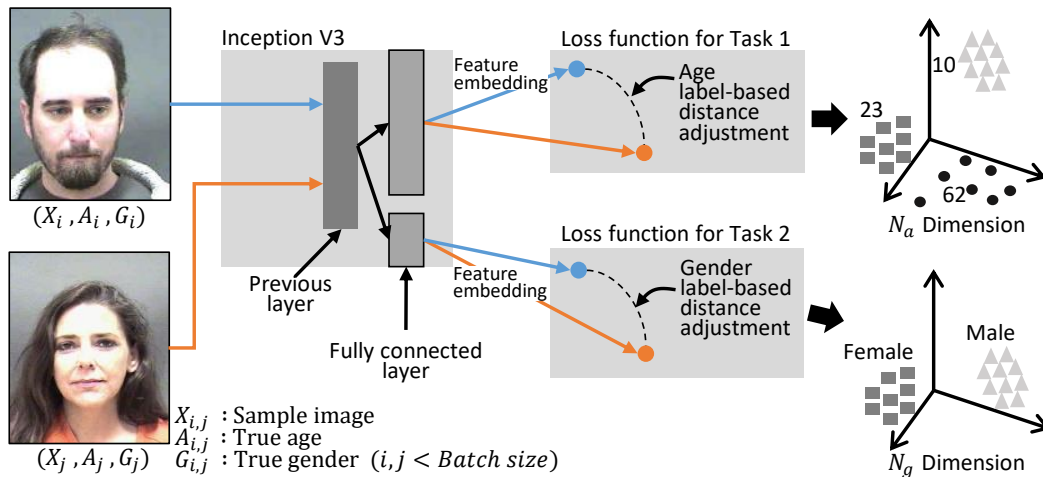 Inception V3
Loss function for Task 1
Feature
embedding
Age
label-based
distance
adjustment
10
23
62
N_a Dimension
(X_i , A_i , G_i)
Previous
layer
Fully connected
layer
Feature
embedding
Loss function for Task 2
Gender
label-based
distance
adjustment
Female
Male
N_g Dimension
(X_j , A_j , G_j)
X_{i,j} : Sample image
A_{i,j} : True age
G_{i,j} : True gender (i, j < Batch size)